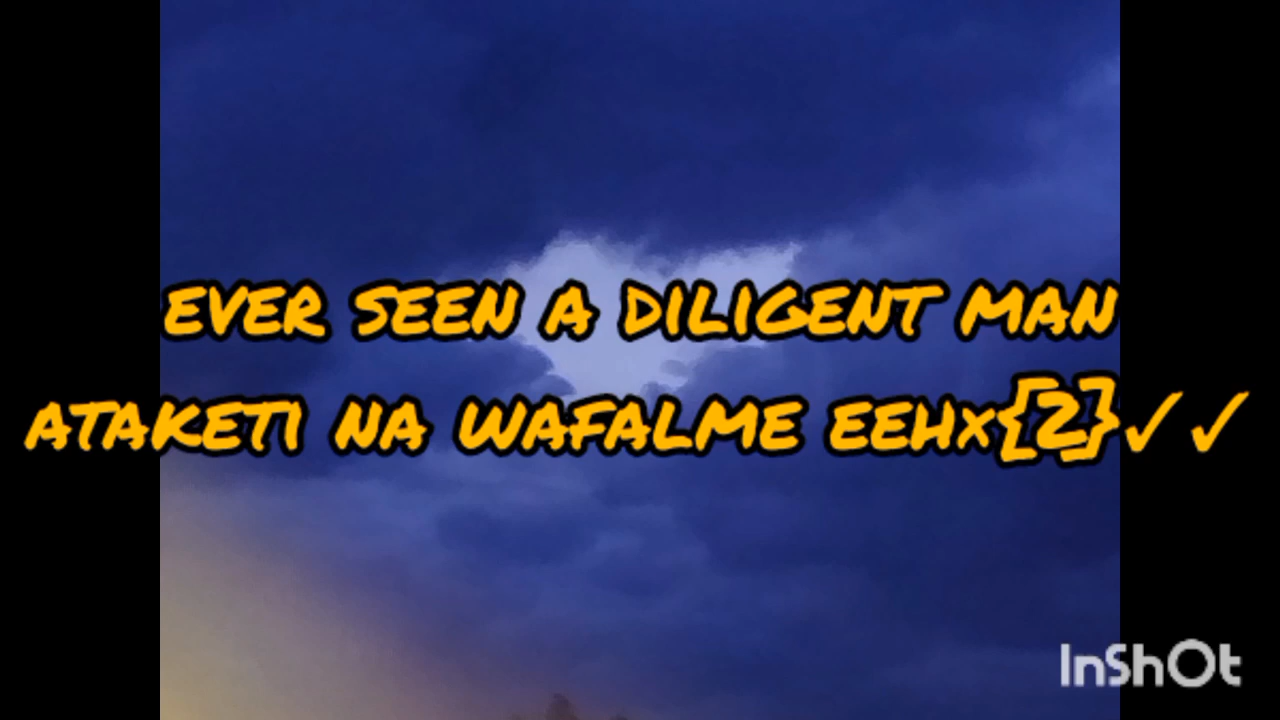 EVER SEEN A DILIGENT MAN
ATAKETI NA WAFALME EEHX{2}✓✓
InShOt